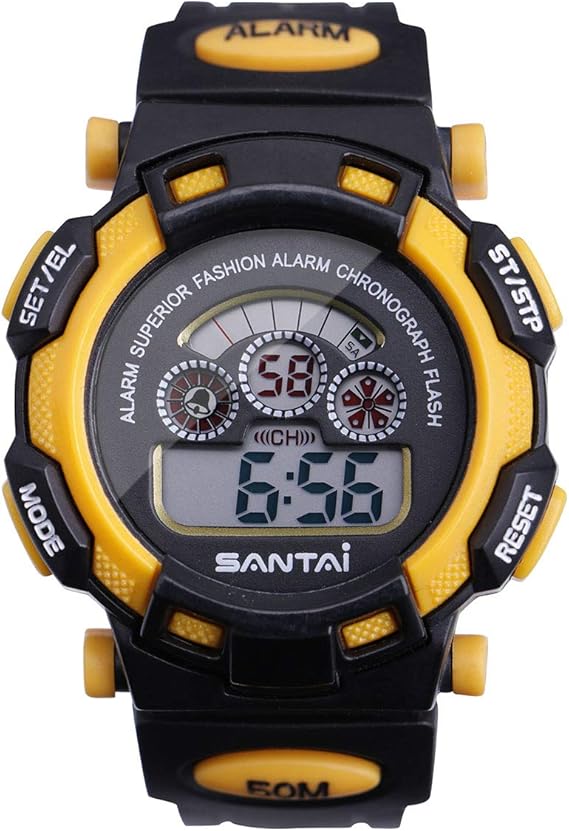 ALARM
SET/EL
ST/STP
ALARM SUPERIOR FASHION ALARM CHRONOGRAPH FLASH
SA
58
CH
6:56
SANTAI
MODE
RESET
50M